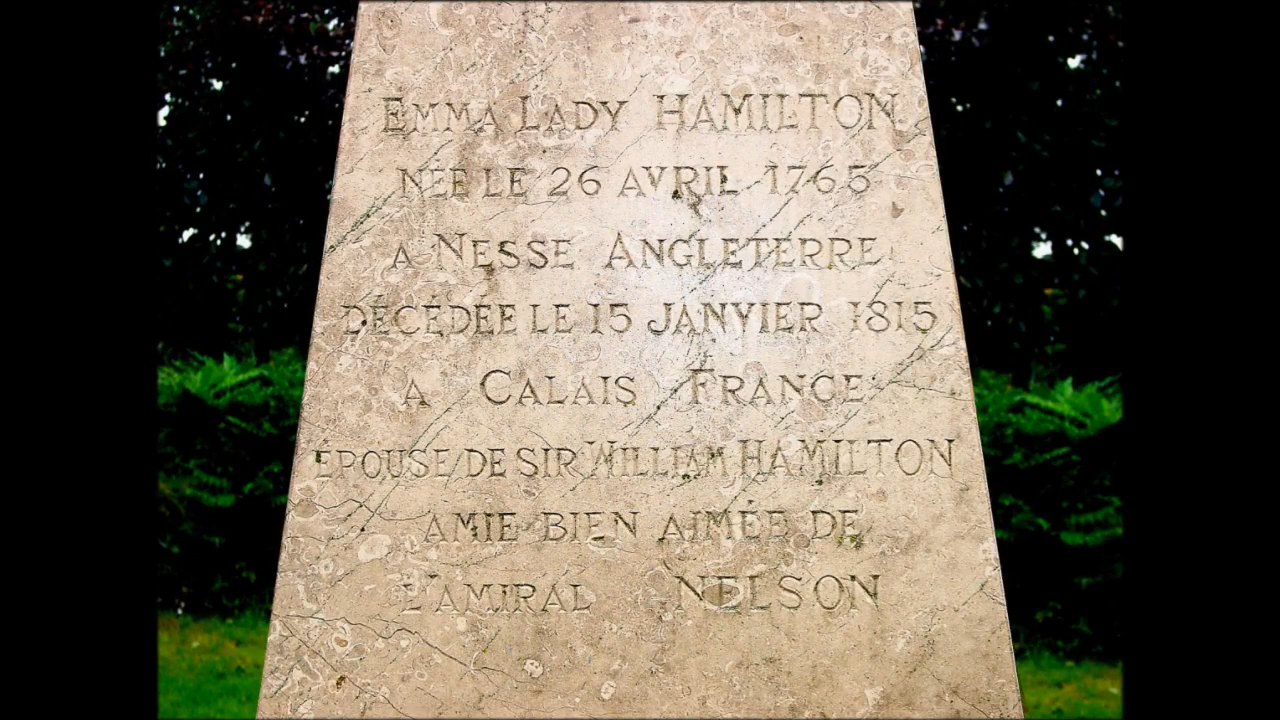 EMMA LADY HAMILTON
NÉE LE 26 AVRIL 1765
A NESSE ANGLETERRE
DÉCÉDÉE LE 15 JANVIER 1815
A CALAIS FRANCE
EPOUSE DE SIR WILLIAM HAMILTON
AMIE BIEN AIMÉE DE
L'AMIRAL NELSON